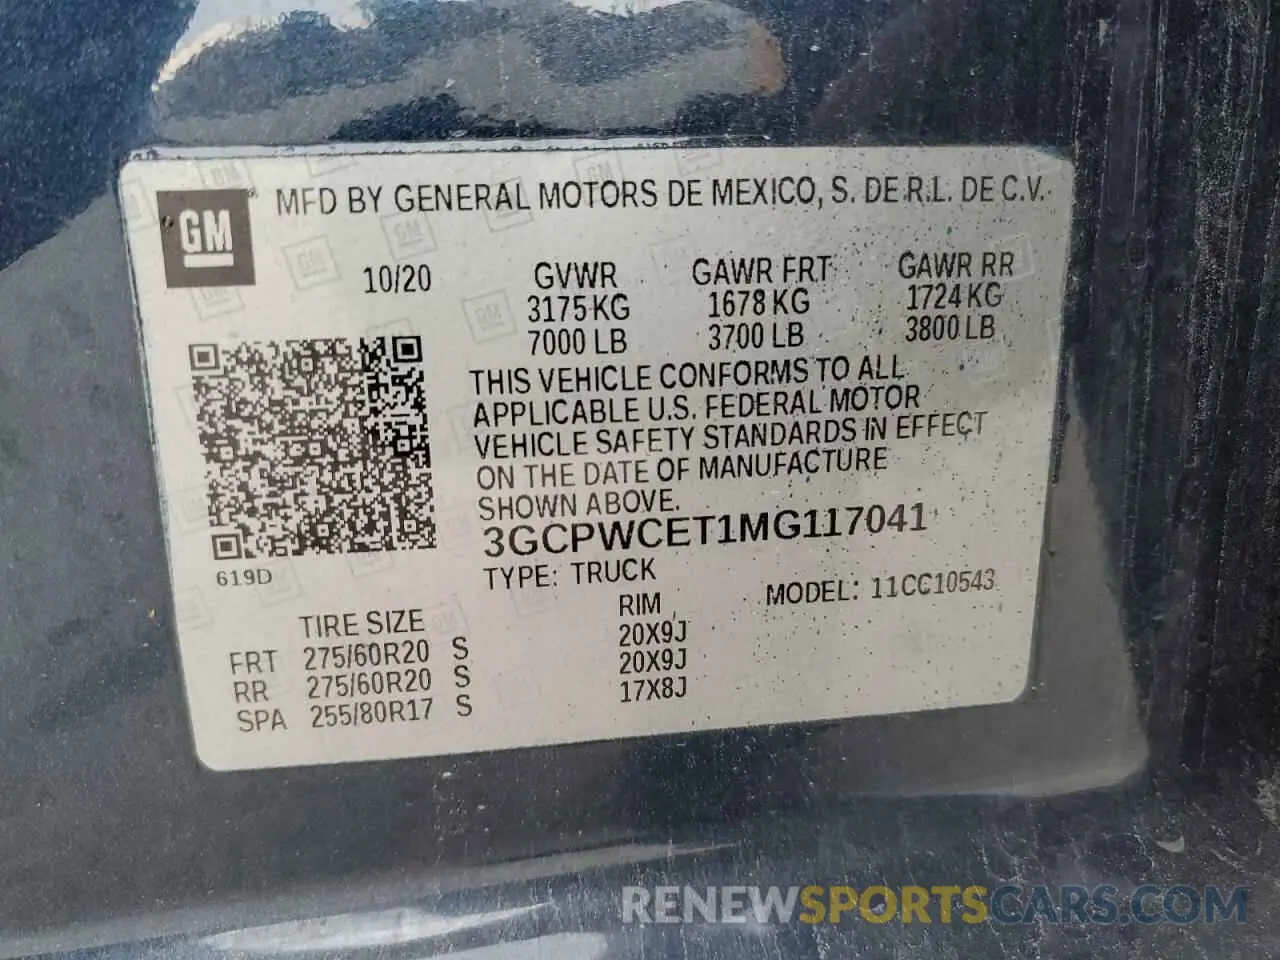 GM MFD BY GENERAL MOTORS DE MEXICO, S. DE R.L. DE C.V.
10/20 GVWR GAWR FRT GAWR RR
3175 KG 1678 KG 1724 KG
7000 LB 3700 LB 3800 LB
THIS VEHICLE CONFORMS TO ALL
APPLICABLE U.S. FEDERAL MOTOR
VEHICLE SAFETY STANDARDS IN EFFECT
ON THE DATE OF MANUFACTURE
SHOWN ABOVE.
3GCPWCET1MG117041
619D TYPE: TRUCK
MODEL: 11CC10543
TIRE SIZE RIM
FRT 275/60R20 S 20X9J
RR 275/60R20 S 20X9J
SPA 255/80R17 S 17X8J
RENEWSPORTSCARS.COM